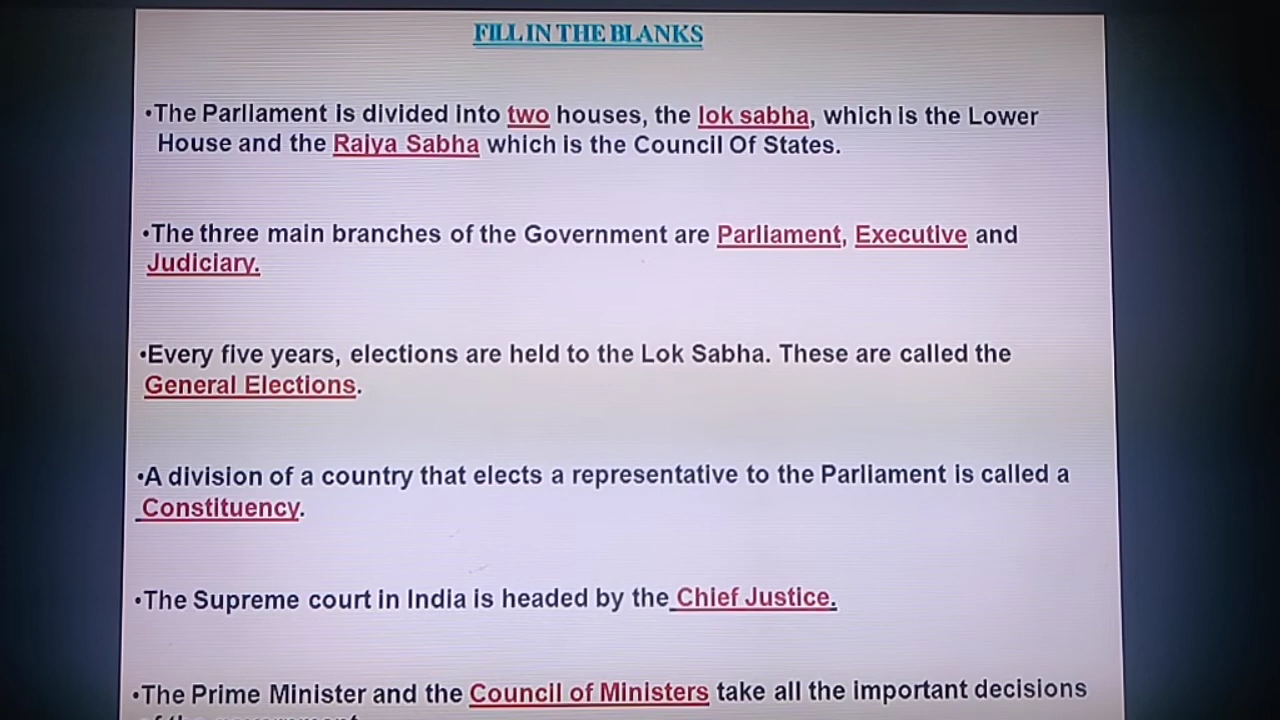 FILL IN THE BLANKS
•The Parliament is divided into two houses, the lok sabha, which is the Lower
House and the Rajya Sabha which is the Council Of States.
•The three main branches of the Government are Parliament, Executive and
Judiciary.
•Every five years, elections are held to the Lok Sabha. These are called the
General Elections.
•A division of a country that elects a representative to the Parliament is called a
Constituency.
•The Supreme court in India is headed by the Chief Justice.
•The Prime Minister and the Council of Ministers take all the important decisions